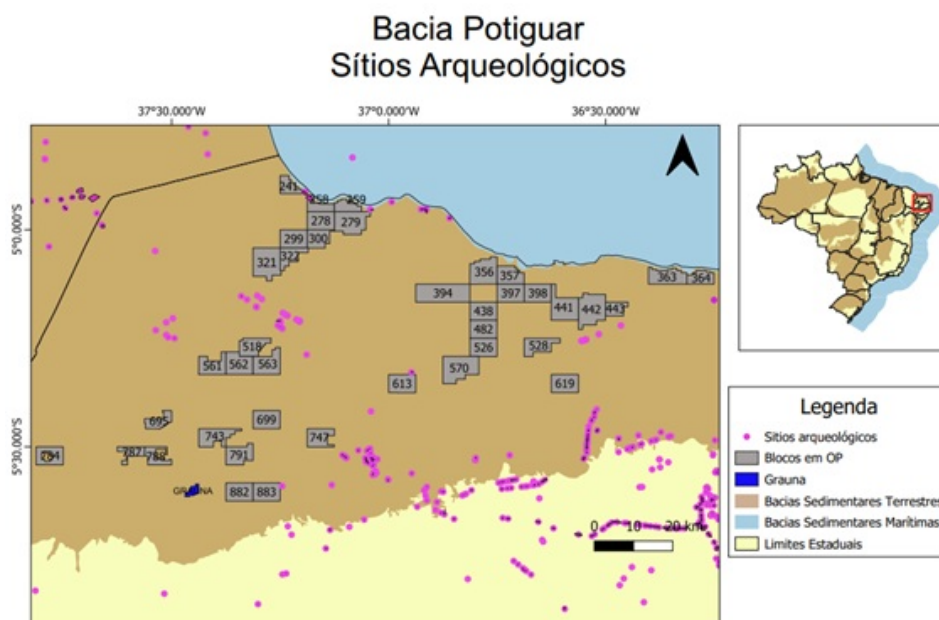 Bacia Potiguar
Sítios Arqueológicos
37°30.000'W 37°0.000'W 36°30.000'W
5°0.000'S
5°30.000'S
241
258 259
278 279
299 300
321 322
356 357
363 364
394 397 398
438 441 442 443
482
518 526 528
561 562 563 570
613 619
695 699
743 747
784 787 788 791
GRAUNA
882 883
0 10 20 km
Legenda
Sítios arqueológicos
Blocos em OP
Grauna
Bacias Sedimentares Terrestres
Bacias Sedimentares Marítimas
Limites Estaduais